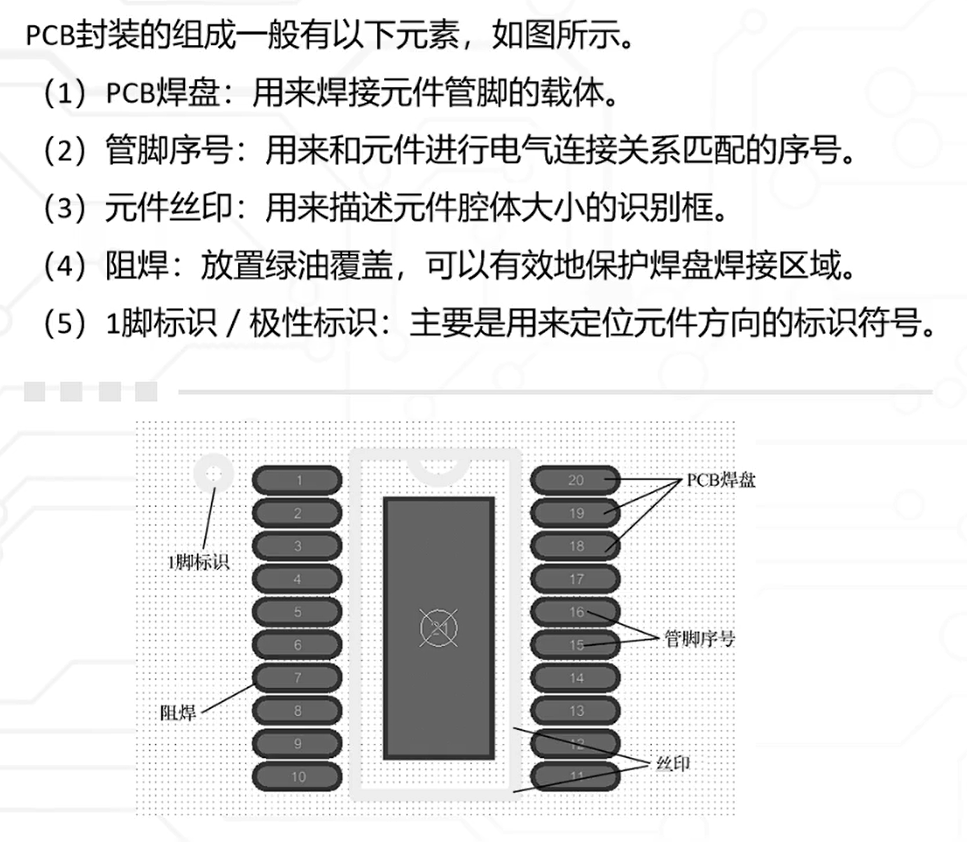 PCB封装的组成一般有以下元素，如图所示。
（1）PCB焊盘：用来焊接元件管脚的载体。
（2）管脚序号：用来和元件进行电气连接关系匹配的序号。
（3）元件丝印：用来描述元件腔体大小的识别框。
（4）阻焊：放置绿油覆盖，可以有效地保护焊盘焊接区域。
（5）1脚标识 / 极性标识：主要是用来定位元件方向的标识符号。
1 20 PCB焊盘
2 19
3 18
1脚标识
4 17
5 16
管脚序号
6 15
7 14
阻焊
8 13
9 12
丝印
10 11